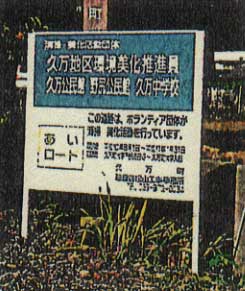 町
清掃・美化活動団体
久万地区環境美化推進員
久万公民館 野尻公民館 久万中学校
この道路は、ボランティア団体が
清掃 美化活動を行っています。
あい
ロード
久万町